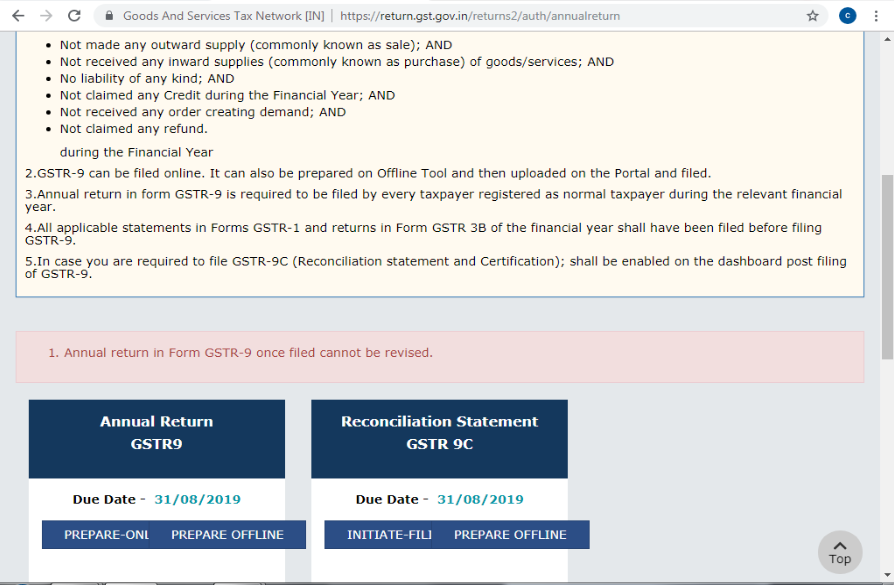 Goods And Services Tax Network [IN] | https://return.gst.gov.in/returns2/auth/annualreturn
C
• Not made any outward supply (commonly known as sale); AND
• Not received any inward supplies (commonly known as purchase) of goods/services; AND
• No liability of any kind; AND
• Not claimed any Credit during the Financial Year; AND
• Not received any order creating demand; AND
• Not claimed any refund.
during the Financial Year
2.GSTR-9 can be filed online. It can also be prepared on Offline Tool and then uploaded on the Portal and filed.
3.Annual return in form GSTR-9 is required to be filed by every taxpayer registered as normal taxpayer during the relevant financial
year.
4.All applicable statements in Forms GSTR-1 and returns in Form GSTR 3B of the financial year shall have been filed before filing
GSTR-9.
5.In case you are required to file GSTR-9C (Reconciliation statement and Certification); shall be enabled on the dashboard post filing
of GSTR-9.
1. Annual return in Form GSTR-9 once filed cannot be revised.
Annual Return
GSTR9
Due Date - 31/08/2019
PREPARE-ONL PREPARE OFFLINE
Reconciliation Statement
GSTR 9C
Due Date - 31/08/2019
INITIATE-FILI PREPARE OFFLINE
Top